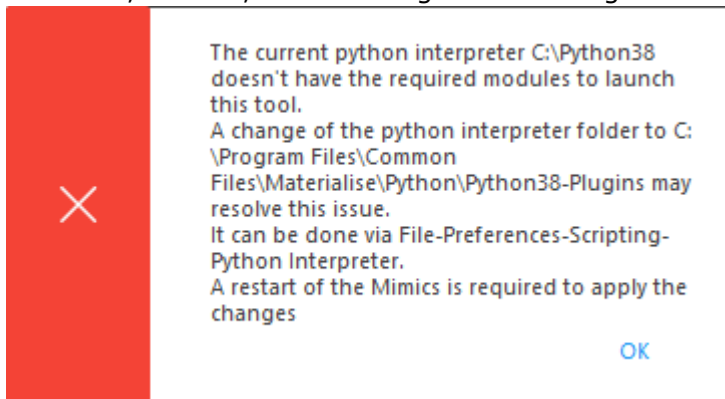 The current python interpreter C:\Python38
doesn't have the required modules to launch
this tool.
A change of the python interpreter folder to C:
\Program Files\Common
Files\Materialise\Python\Python38-Plugins may
resolve this issue.
It can be done via File-Preferences-Scripting-
Python Interpreter.
A restart of the Mimics is required to apply the
changes
OK